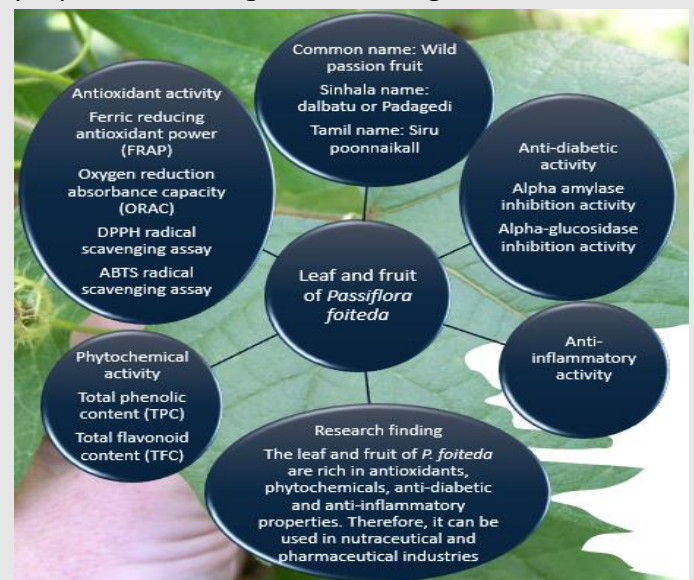 Common name: Wild
passion fruit
Sinhala name:
dalbatu or Padagedi
Tamil name: Siru
poonnaikall
Antioxidant activity
Ferric reducing
antioxidant power
(FRAP)
Oxygen reduction
absorbance capacity
(ORAC)
DPPH radical
scavenging assay
ABTS radical
scavenging assay
Anti-diabetic
activity
Alpha amylase
inhibition activity
Alpha-glucosidase
inhibition activity
Leaf and fruit
of Passiflora
foiteda
Anti-
inflammatory
activity
Phytochemical
activity
Total phenolic
content (TPC)
Total flavonoid
content (TFC)
Research finding
The leaf and fruit of P. foiteda
are rich in antioxidants,
phytochemicals, anti-diabetic
and anti-inflammatory
properties. Therefore, it can be
used in nutraceutical and
pharmaceutical industries